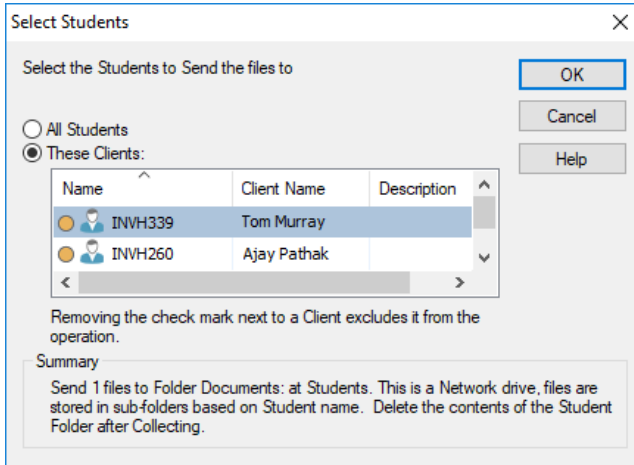 Select Students
Select the Students to Send the files to
OK
Cancel
Help
All Students
These Clients:
Name Client Name Description
INVH339 Tom Murray
INVH260 Ajay Pathak
Removing the check mark next to a Client excludes it from the
operation.
Summary
Send 1 files to Folder Documents: at Students. This is a Network drive, files are
stored in sub-folders based on Student name. Delete the contents of the Student
Folder after Collecting.